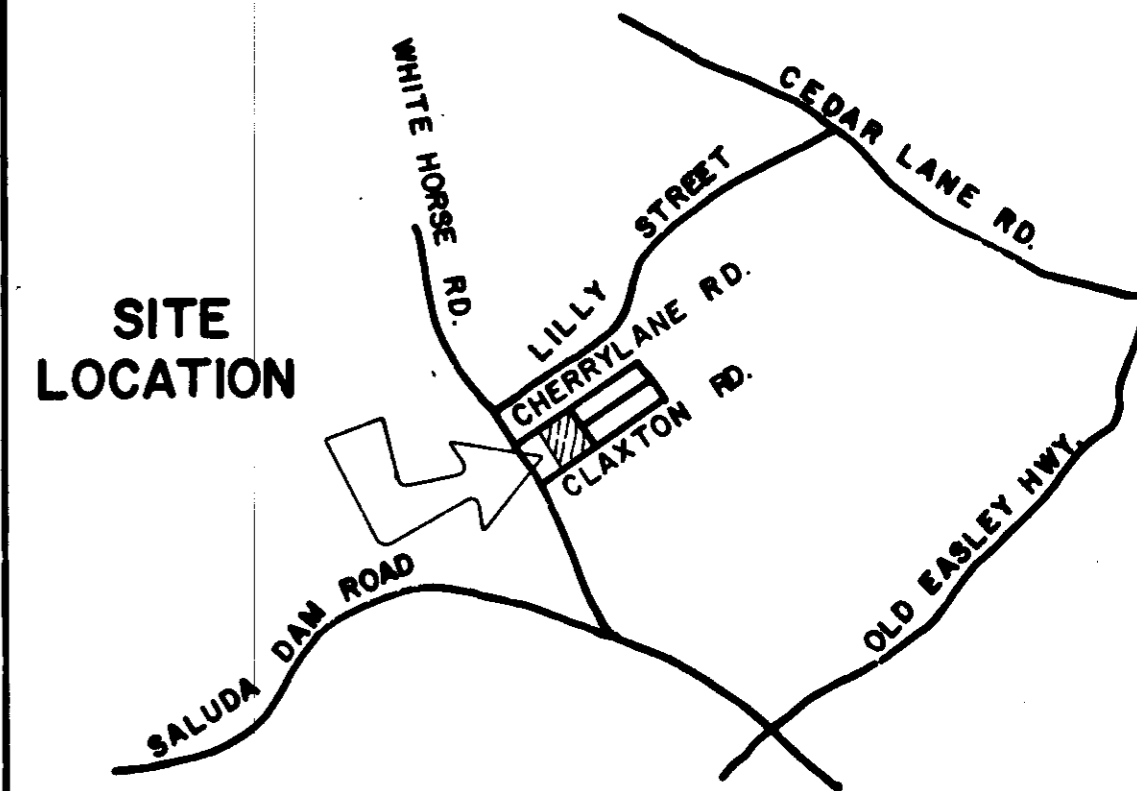 WHITE HORSE RD.
CEDAR LANE RD.
LILLY STREET
CHERRYLANE RD.
SITE
LOCATION
CLAXTON RD.
OLD EASLEY HWY.
SALUDA DAM ROAD